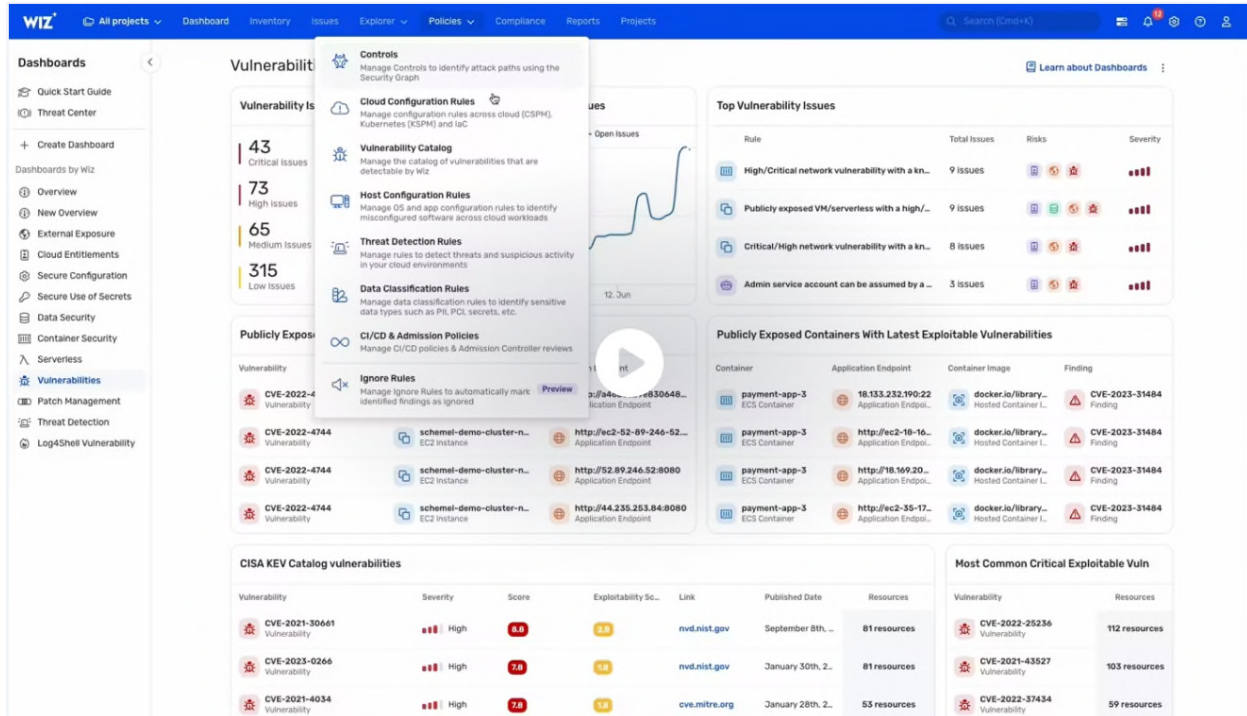 WIZ
All projects
Dashboard
Inventory
Issues
Explorer
Policies
Compliance
Reports
Projects
Search (Cmd+K)
12
Dashboards
Quick Start Guide
Threat Center
Create Dashboard
Dashboards by Wiz
Overview
New Overview
External Exposure
Cloud Entitlements
Secure Configuration
Secure Use of Secrets
Data Security
Container Security
Serverless
Vulnerabilities
Patch Management
Threat Detection
Log4Shell Vulnerability
Learn about Dashboards
Controls
Manage Controls to identify attack paths using the
Security Graph
Cloud Configuration Rules
Manage configuration rules across cloud (CSPM),
Kubernetes (KSPM) and IaC
Vulnerability Catalog
Manage the catalog of vulnerabilities that are
detectable by Wiz
Host Configuration Rules
Manage OS and app configuration rules to identify
misconfigured software across cloud workloads
Threat Detection Rules
Manage rules to detect threats and suspicious activity
in your cloud environments
Data Classification Rules
Manage data classification rules to identify sensitive
data types such as PII, PCI, secrets, etc.
CI/CD & Admission Policies
Manage CI/CD policies & Admission Controller reviews
Ignore Rules
Manage Ignore Rules to automatically mark
identified findings as ignored
Preview
Vulnerabiliti
Vulnerability Is
43
Critical Issues
73
High Issues
65
Medium Issues
315
Low Issues
ues
Open Issues
12. Jun
Top Vulnerability Issues
Rule Total Issues Risks Severity
High/Critical network vulnerability with a kn... 9 issues
Publicly exposed VM/serverless with a high/... 9 issues
Critical/High network vulnerability with a kn... 8 issues
Admin service account can be assumed by a ... 3 issues
Publicly Expos
Vulnerability
CVE-2022-4
Vulnerability
Application Endpoint
CVE-2022-4744 schemel-demo-cluster-n... http://ec2-52-89-246-52...
Vulnerability EC2 Instance Application Endpoint
CVE-2022-4744 schemel-demo-cluster-n... http://52.89.246.52:8080
Vulnerability EC2 Instance Application Endpoint
CVE-2022-4744 schemel-demo-cluster-n... http://44.235.253.84:8080
Vulnerability EC2 Instance Application Endpoint
Publicly Exposed Containers With Latest Exploitable Vulnerabilities
Container Application Endpoint Container Image Finding
payment-app-3 18.133.232.190:22 docker.io/library... CVE-2023-31484
ECS Container Application Endpoint Hosted Container I... Finding
payment-app-3 http://ec2-18-16... docker.io/library... CVE-2023-31484
ECS Container Application Endpoi... Hosted Container I... Finding
payment-app-3 http://18.169.20... docker.io/library... CVE-2023-31484
ECS Container Application Endpoi... Hosted Container I... Finding
payment-app-3 http://ec2-35-17... docker.io/library... CVE-2023-31484
ECS Container Application Endpoi... Hosted Container I... Finding
CISA KEV Catalog vulnerabilities
Vulnerability Severity Score Exploitability Sc... Link Published Date Resources
CVE-2021-30661 High 8.8 2.8 nvd.nist.gov September 8th, ... 81 resources
Vulnerability
CVE-2023-0266 High 7.8 1.8 nvd.nist.gov January 30th, 2... 81 resources
Vulnerability
CVE-2021-4034 High 7.8 1.8 cve.mitre.org January 28th, 2... 53 resources
Vulnerability
Most Common Critical Exploitable Vuln
Vulnerability Resources
CVE-2022-25236 112 resources
Vulnerability
CVE-2021-43527 103 resources
Vulnerability
CVE-2022-37434 59 resources
Vulnerability